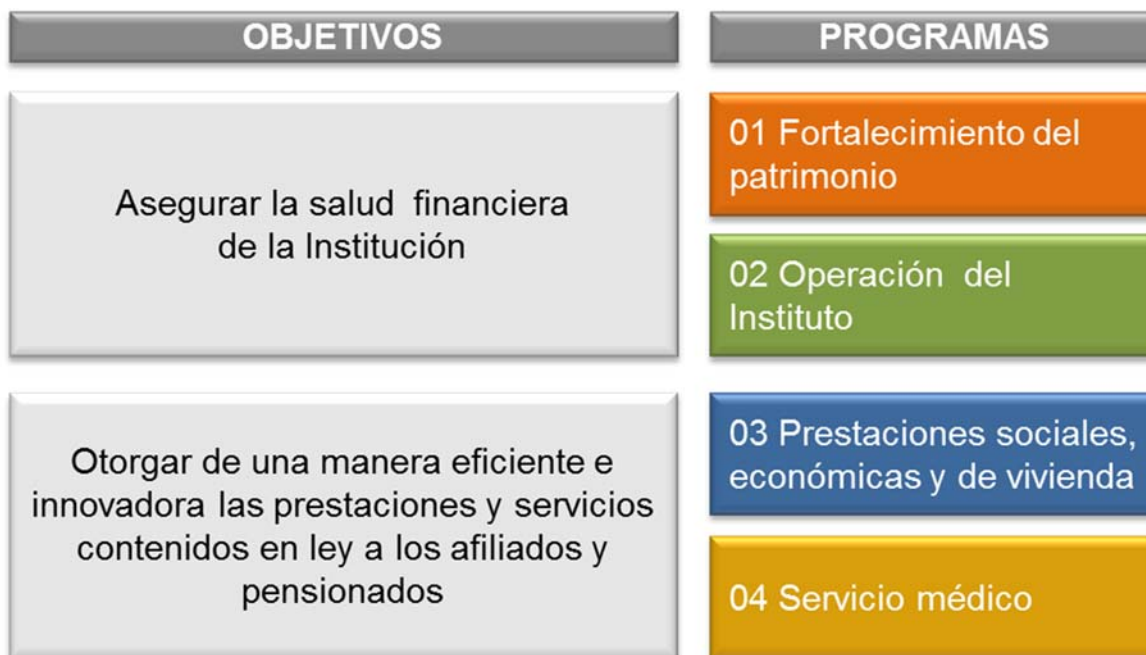 OBJETIVOS
PROGRAMAS
Asegurar la salud financiera
de la Institución
01 Fortalecimiento del
patrimonio
02 Operación del
Instituto
Otorgar de una manera eficiente e
innovadora las prestaciones y servicios
contenidos en ley a los afiliados y
pensionados
03 Prestaciones sociales,
económicas y de vivienda
04 Servicio médico